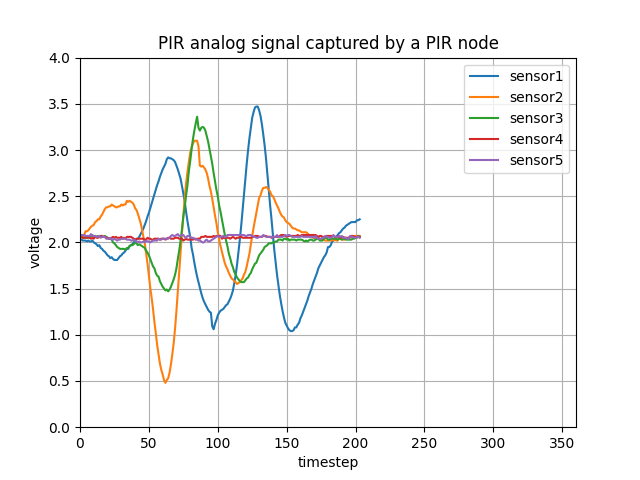 PIR analog signal captured by a PIR node
4.0
3.5
3.0
2.5
2.0
1.5
1.0
0.5
0.0
voltage
sensor1
sensor2
sensor3
sensor4
sensor5
0 50 100 150 200 250 300 350
timestep